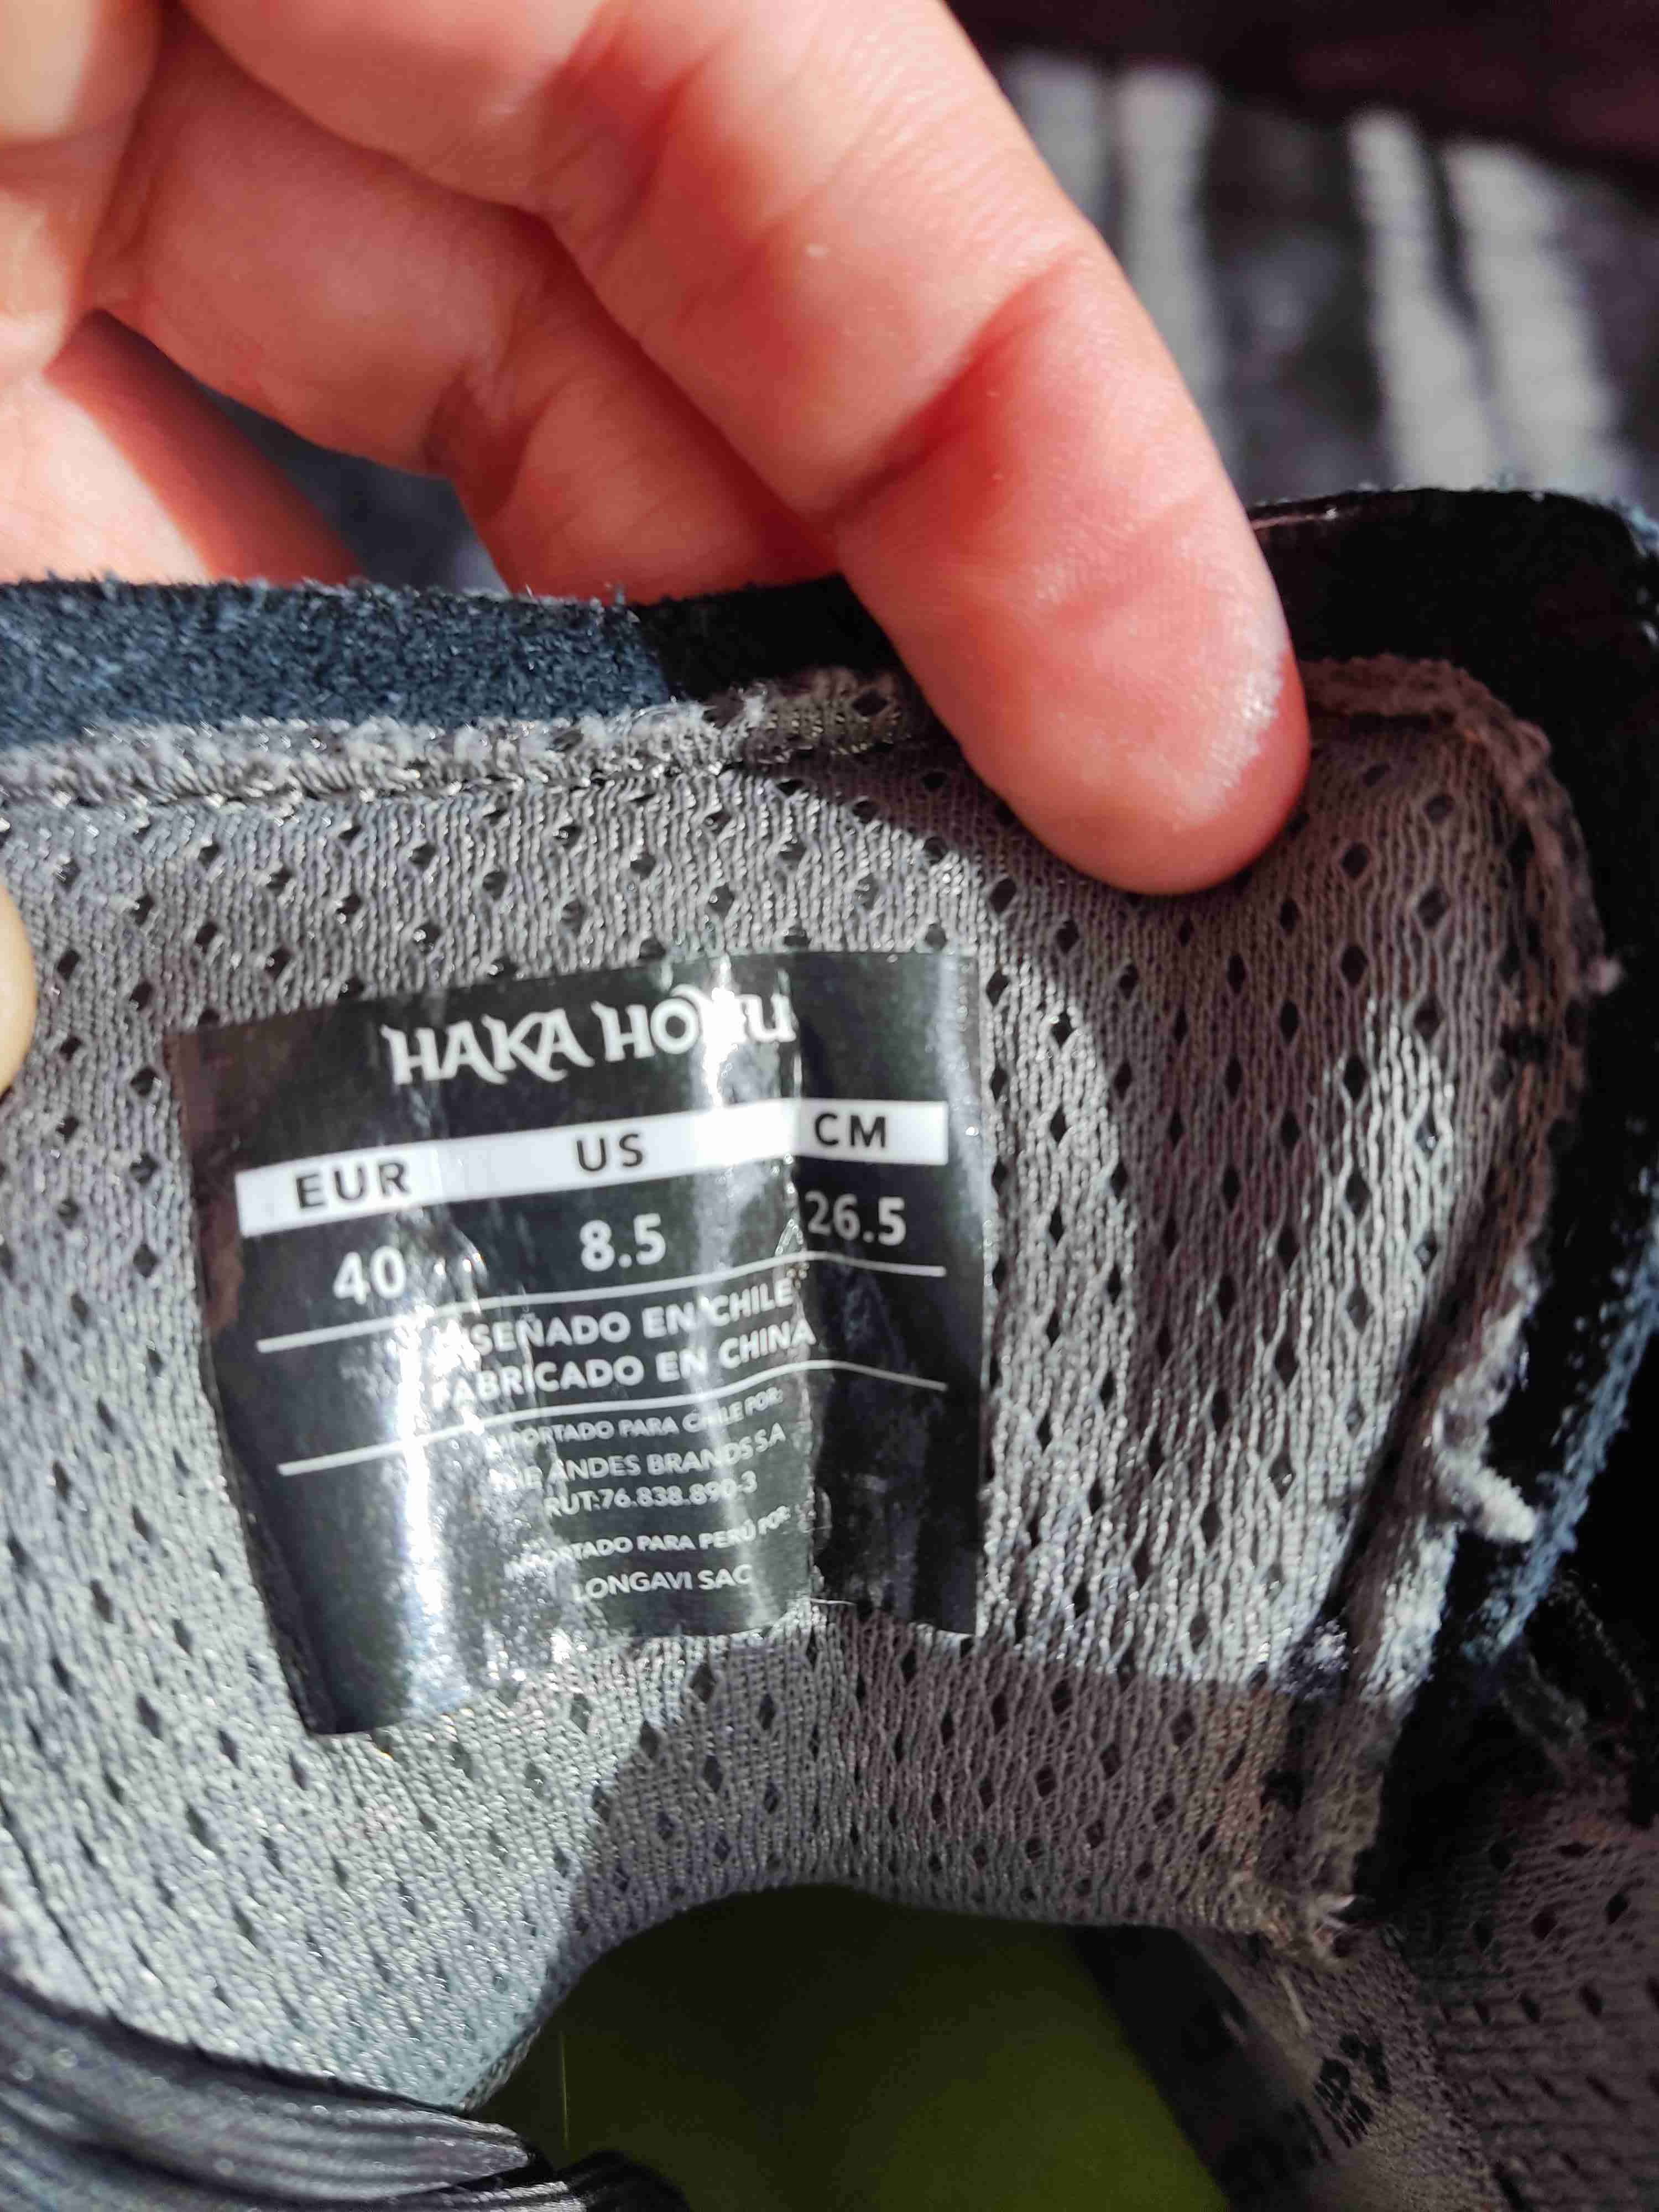 HAKA HONU
EUR US CM
40 8.5 26.5
DISEÑADO EN CHILE
FABRICADO EN CHINA
IMPORTADO PARA CHILE POR:
THE ANDES BRANDS SA
RUT:76.838.890-3
IMPORTADO PARA PERÚ POR:
LONGAVI SAC